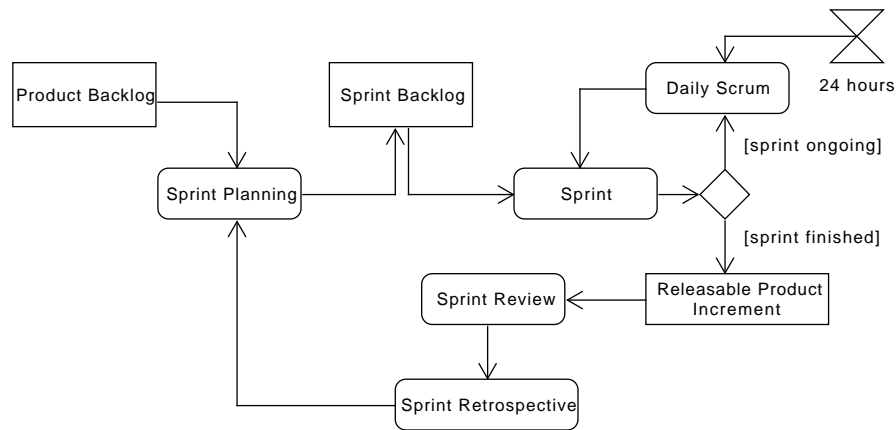 24 hours
Daily Scrum
Product Backlog
Sprint Backlog
[sprint ongoing]
Sprint Planning
Sprint
[sprint finished]
Releasable Product
Increment
Sprint Review
Sprint Retrospective